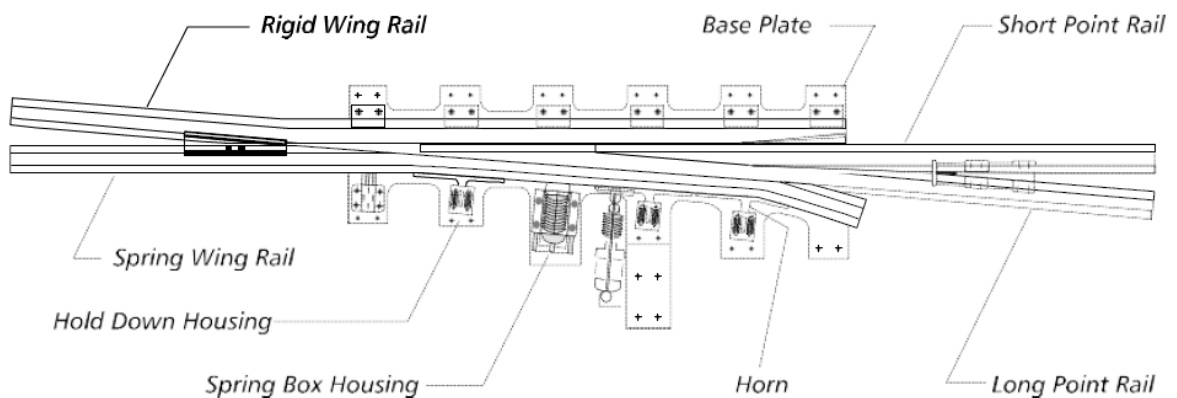 Rigid Wing Rail
Base Plate
Short Point Rail
Spring Wing Rail
Hold Down Housing
Spring Box Housing
Horn
Long Point Rail